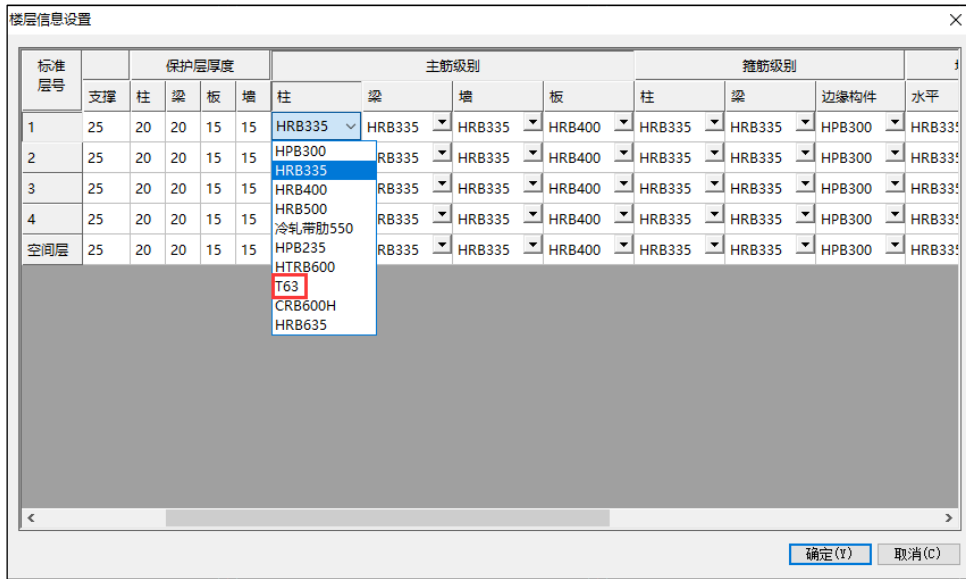 楼层信息设置
标准层号 保护层厚度 主筋级别 箍筋级别
支撑 柱 梁 板 墙 柱 梁 墙 板 柱 梁 边缘构件 水平
1 25 20 20 15 15 HRB335 HRB335 HRB335 HRB400 HRB335 HRB335 HPB300 HRB335
2 25 20 20 15 15 RB335 HRB335 HRB400 HRB335 HRB335 HPB300 HRB335
3 25 20 20 15 15 RB335 HRB335 HRB400 HRB335 HRB335 HPB300 HRB335
4 25 20 20 15 15 RB335 HRB335 HRB400 HRB335 HRB335 HPB300 HRB335
空间层 25 20 20 15 15 RB335 HRB335 HRB400 HRB335 HRB335 HPB300 HRB335
HPB300
HRB335
HRB400
HRB500
冷轧带肋550
HPB235
HTRB600
T63
CRB600H
HRB635
确定(Y) 取消(C)